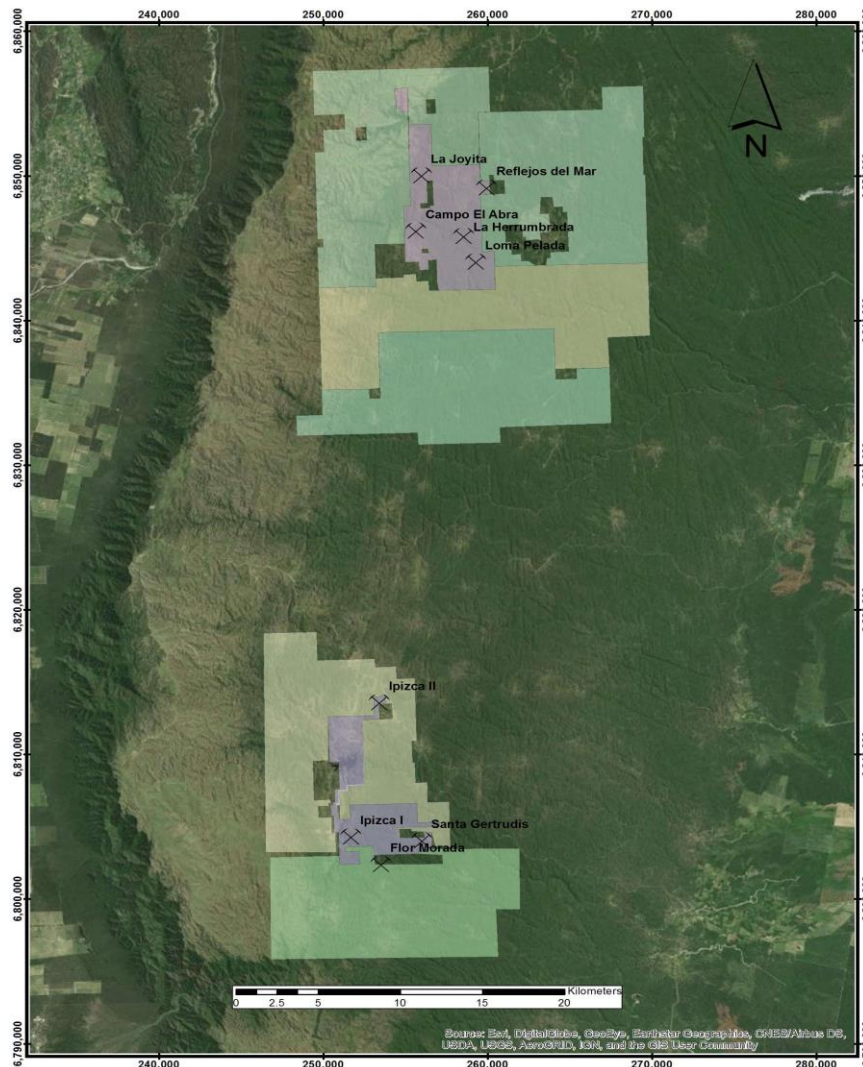 240,000 250,000 260,000 270,000 280,000
6,860,000
6,850,000
6,840,000
6,830,000
6,820,000
6,810,000
6,800,000
6,790,000
N
La Joyita
Reflejos del Mar
Campo El Abra
La Herrumbrada
Loma Pelada
Ipizca II
Ipizca I
Santa Gertrudis
Flor Morada
Kilometers
0 2.5 5 10 15 20
Source: Esri, DigitalGlobe, GeoEye, Earthstar Geographics, CNES/Airbus DS,
USDA, USGS, AeroGRID, IGN, and the GIS User Community
240,000 250,000 260,000 270,000 280,000